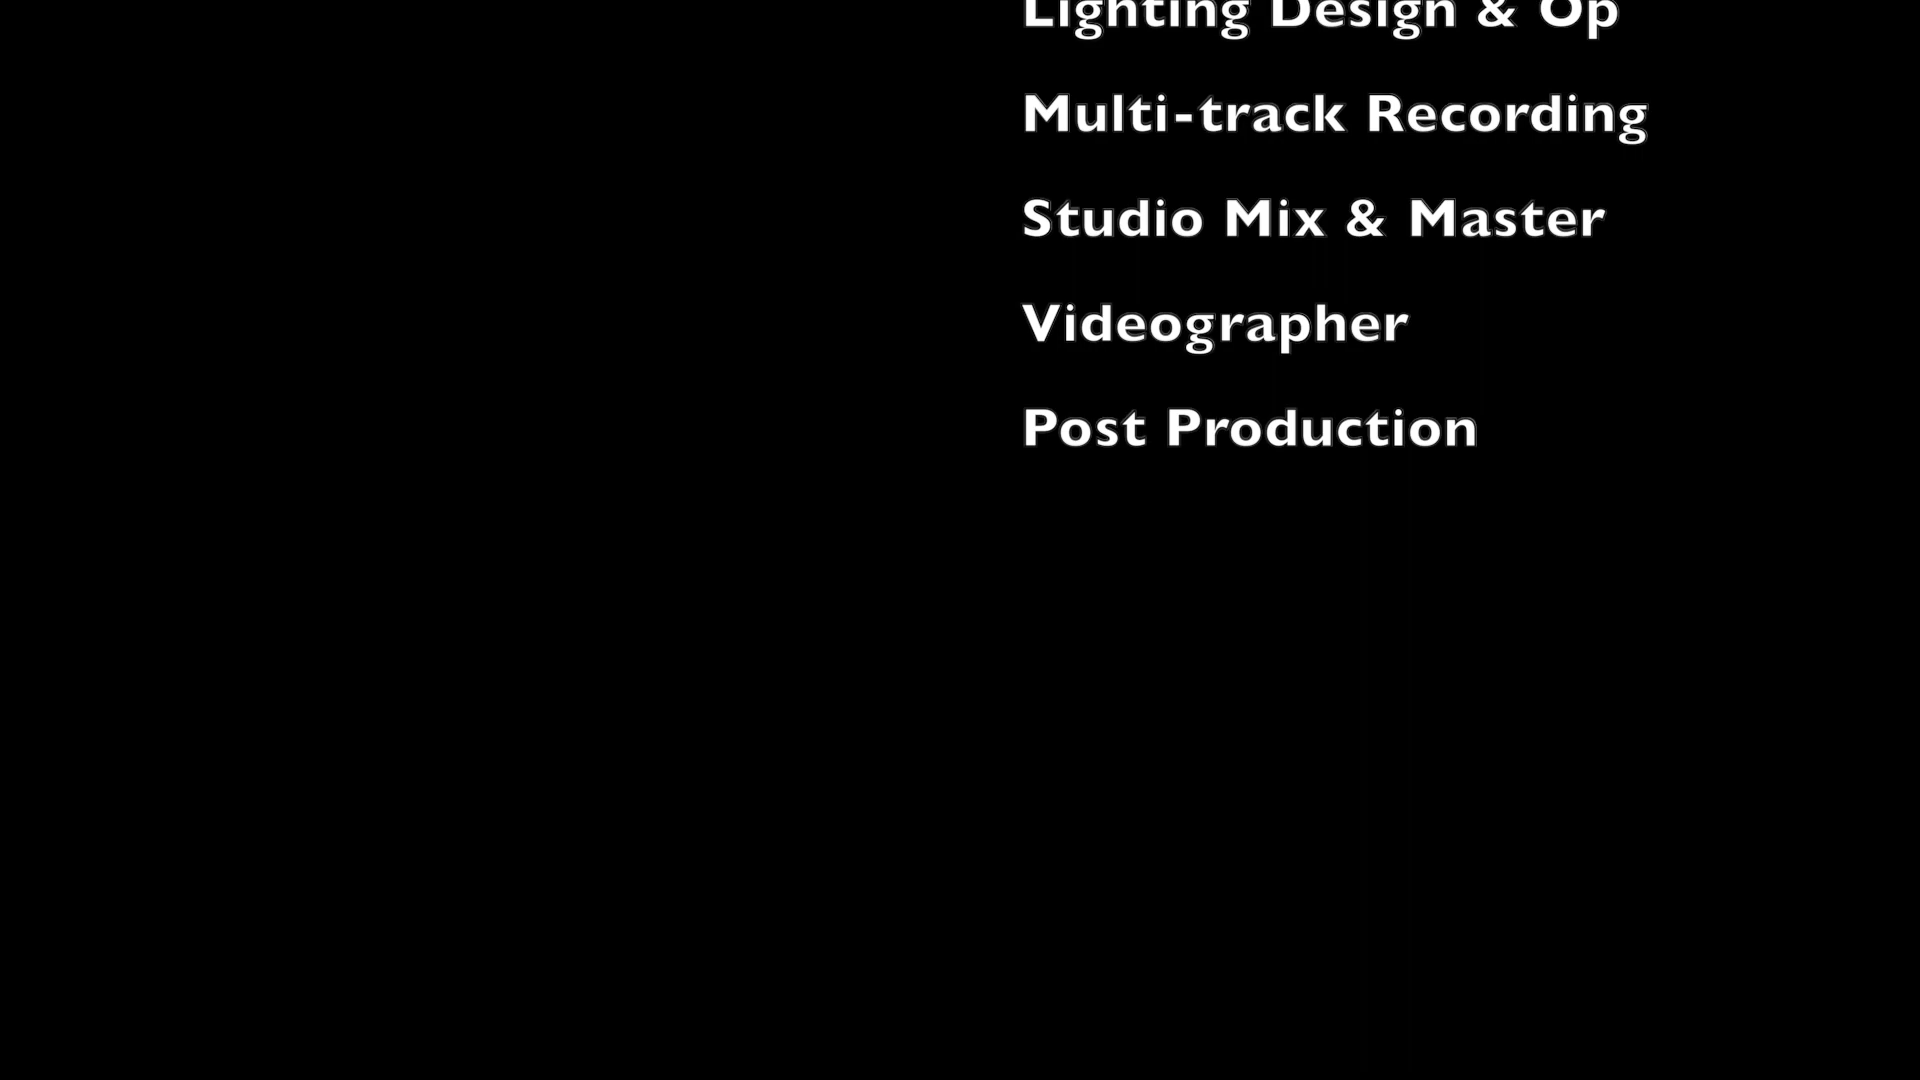 Lighting Design & Op
Multi-track Recording
Studio Mix & Master
Videographer
Post Production